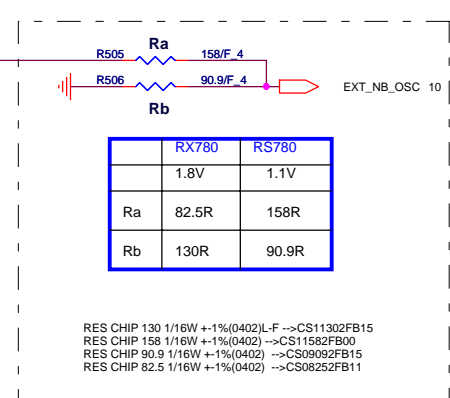 Ra
R505 158/F_4
R506 90.9/F_4
EXT_NB_OSC 10
Rb
RX780 RS780
1.8V 1.1V
Ra 82.5R 158R
Rb 130R 90.9R
RES CHIP 130 1/16W +-1%(0402)L-F -->CS11302FB15
RES CHIP 158 1/16W +-1%(0402) -->CS11582FB00
RES CHIP 90.9 1/16W +-1%(0402) -->CS09092FB15
RES CHIP 82.5 1/16W +-1%(0402) -->CS08252FB11